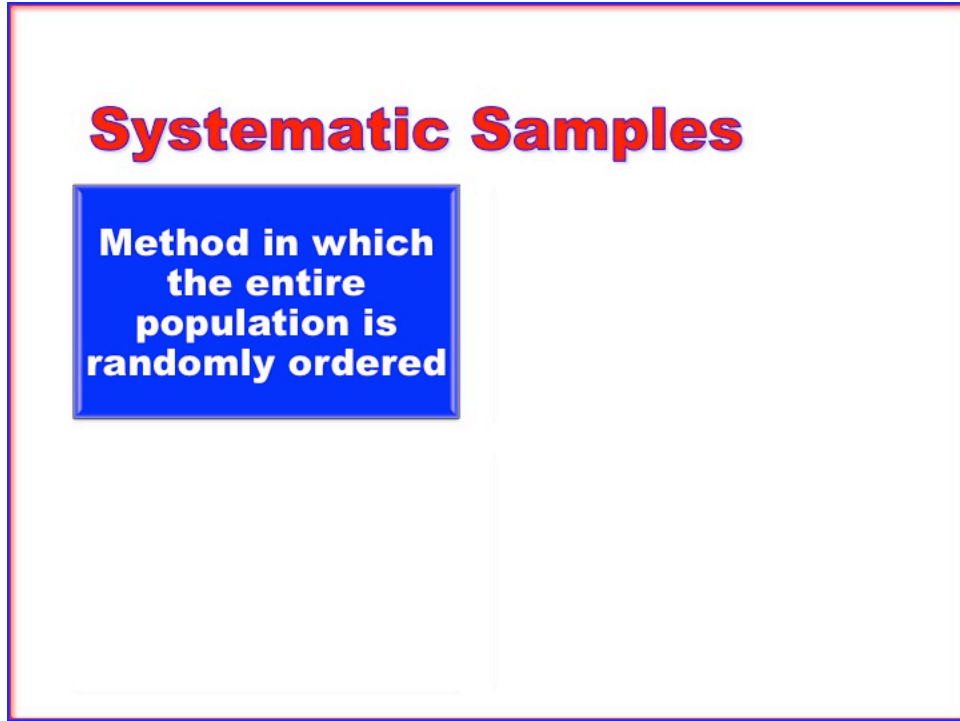 Systematic Samples
Method in which
the entire
population is
randomly ordered